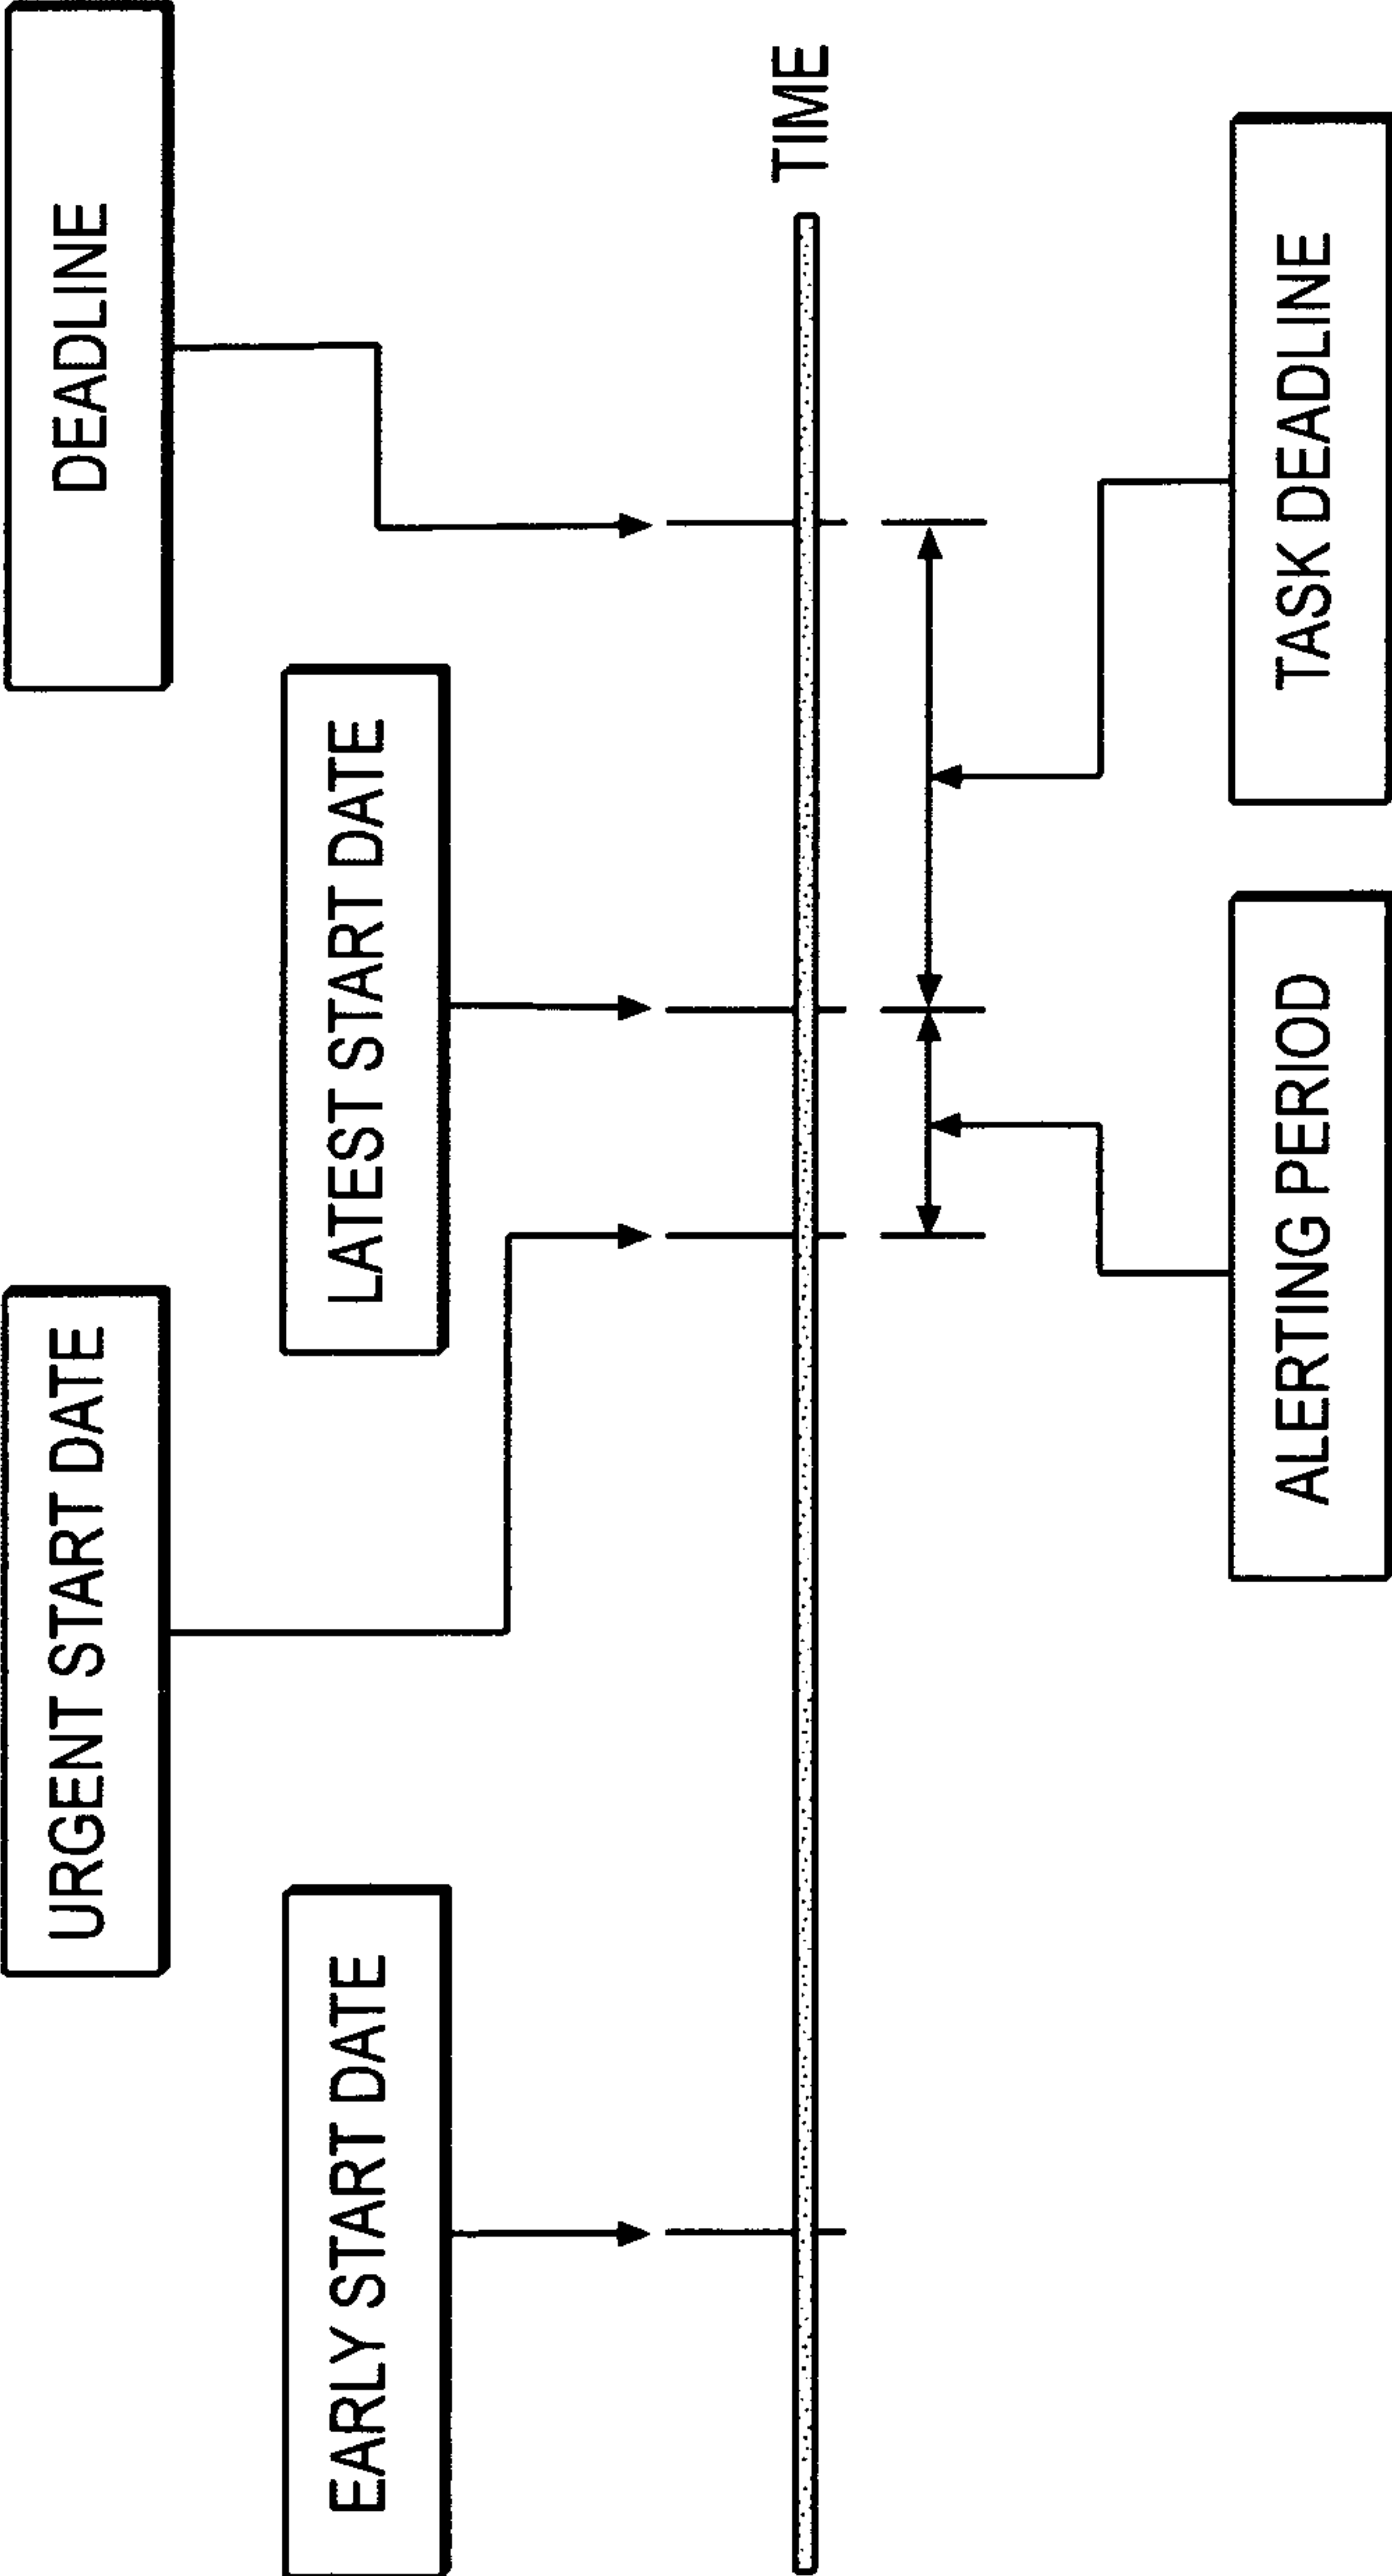 URGENT START DATE
DEADLINE
EARLY START DATE
LATEST START DATE
TIME
ALERTING PERIOD
TASK DEADLINE